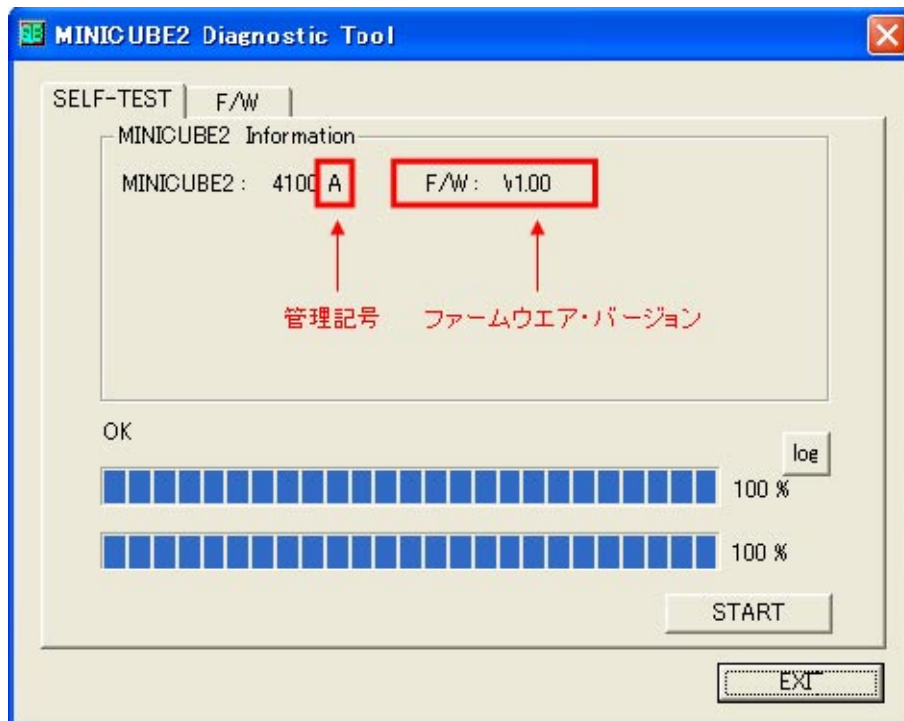 MINICUBE2 Diagnostic Tool
SELF-TEST
F/W
MINICUBE2 Information
MINICUBE2 : 4100 A F/W : V1.00
管理記号 ファームウエア・バージョン
OK
log
100 %
100 %
START
EXIT